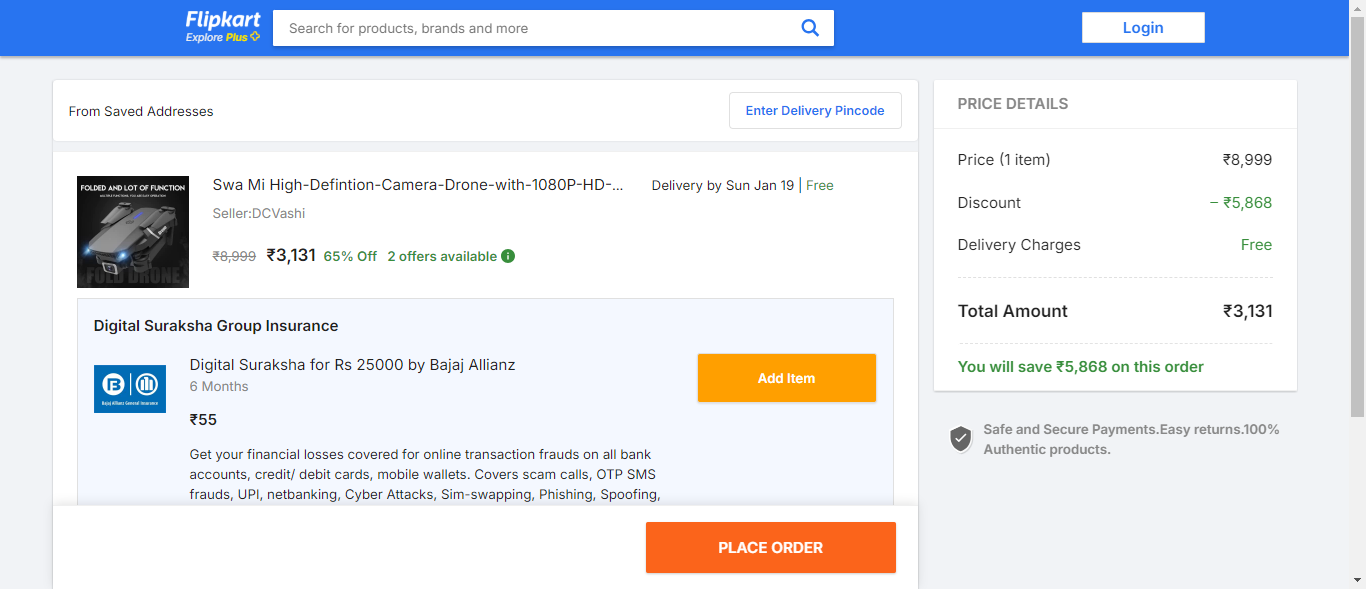 Flipkart
Explore Plus
Search for products, brands and more
Login
From Saved Addresses
Enter Delivery Pincode
FOLDED AND LOT OF FUNCTION
MULTIPLE FUNCTIONS, YOU DESERVE
FOLD DRONE
Swa Mi High-Defintion-Camera-Drone-with-1080P-HD-...
Seller:DCVashi
₹8,999 ₹3,131 65% Off 2 offers available
Delivery by Sun Jan 19 | Free
Digital Suraksha Group Insurance
Bajaj Allianz General Insurance
Digital Suraksha for Rs 25000 by Bajaj Allianz
6 Months
₹55
Add Item
Get your financial losses covered for online transaction frauds on all bank
accounts, credit/ debit cards, mobile wallets. Covers scam calls, OTP SMS
frauds, UPI, netbanking, Cyber Attacks, Sim-swapping, Phishing, Spoofing,
PLACE ORDER
PRICE DETAILS
Price (1 item) ₹8,999
Discount − ₹5,868
Delivery Charges Free
Total Amount ₹3,131
You will save ₹5,868 on this order
Safe and Secure Payments.Easy returns.100%
Authentic products.